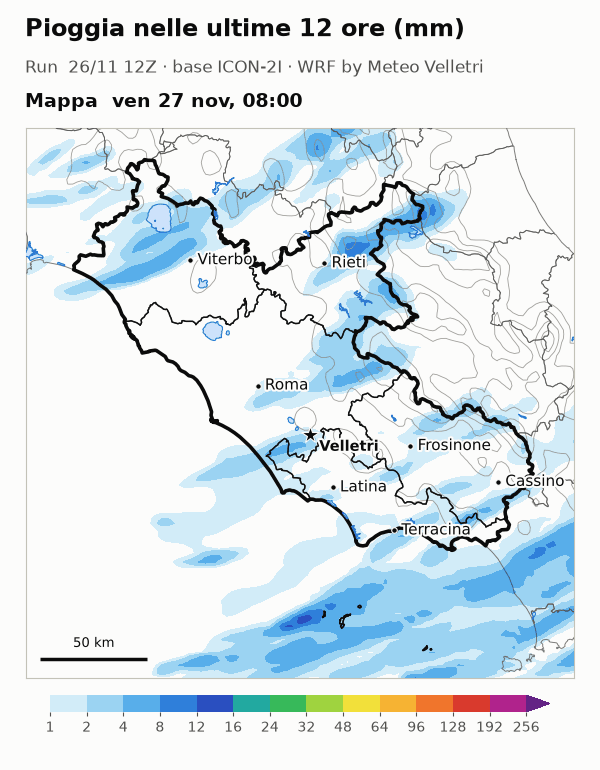 Pioggia nelle ultime 12 ore (mm)
Run  26/11 12Z · base ICON-2I · WRF by Meteo Velletri
Mappa  ven 27 nov, 08:00
Viterbo
Rieti
Roma
Velletri
Frosinone
Cassino
Latina
Terracina
50 km
1 2 4 8 12 16 24 32 48 64 96 128 192 256